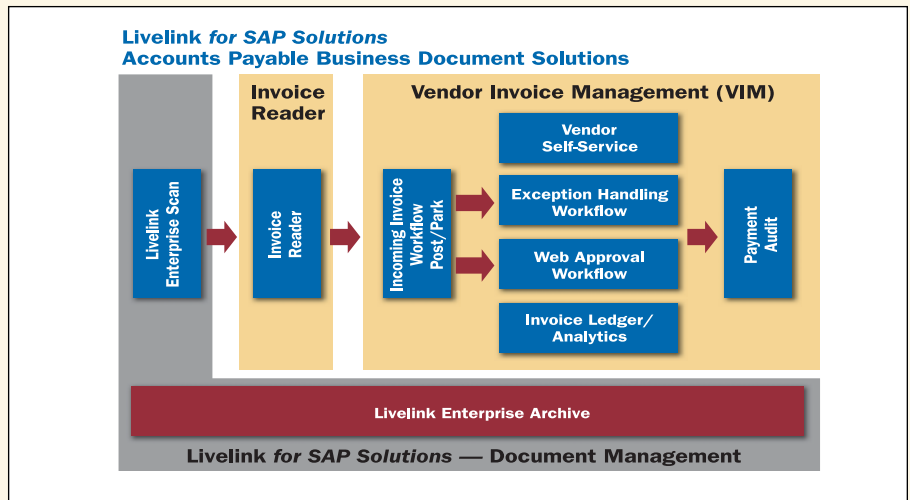 Livelink for SAP Solutions
Accounts Payable Business Document Solutions
Invoice
Reader
Vendor Invoice Management (VIM)
Livelink
Enterprise Scan
Invoice
Reader
Incoming Invoice
Workflow
Post/Park
Vendor
Self-Service
Exception Handling
Workflow
Web Approval
Workflow
Invoice Ledger/
Analytics
Payment
Audit
Livelink Enterprise Archive
Livelink for SAP Solutions — Document Management